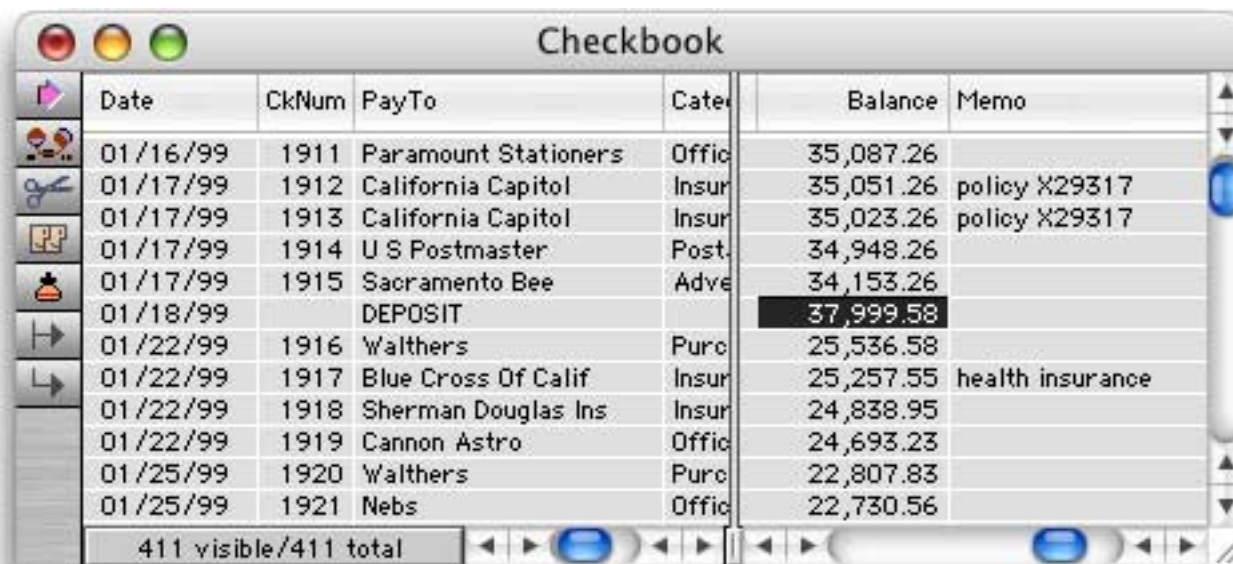 Checkbook
Date CkNum PayTo Cate Balance Memo
01/16/99 1911 Paramount Stationers Offic 35,087.26
01/17/99 1912 California Capitol Insur 35,051.26 policy X29317
01/17/99 1913 California Capitol Insur 35,023.26 policy X29317
01/17/99 1914 U S Postmaster Post. 34,948.26
01/17/99 1915 Sacramento Bee Adve 34,153.26
01/18/99 DEPOSIT 37,999.58
01/22/99 1916 Walthers Purc 25,536.58
01/22/99 1917 Blue Cross Of Calif Insur 25,257.55 health insurance
01/22/99 1918 Sherman Douglas Ins Insur 24,838.95
01/22/99 1919 Cannon Astro Offic 24,693.23
01/25/99 1920 Walthers Purc 22,807.83
01/25/99 1921 Nebs Offic 22,730.56
411 visible/411 total